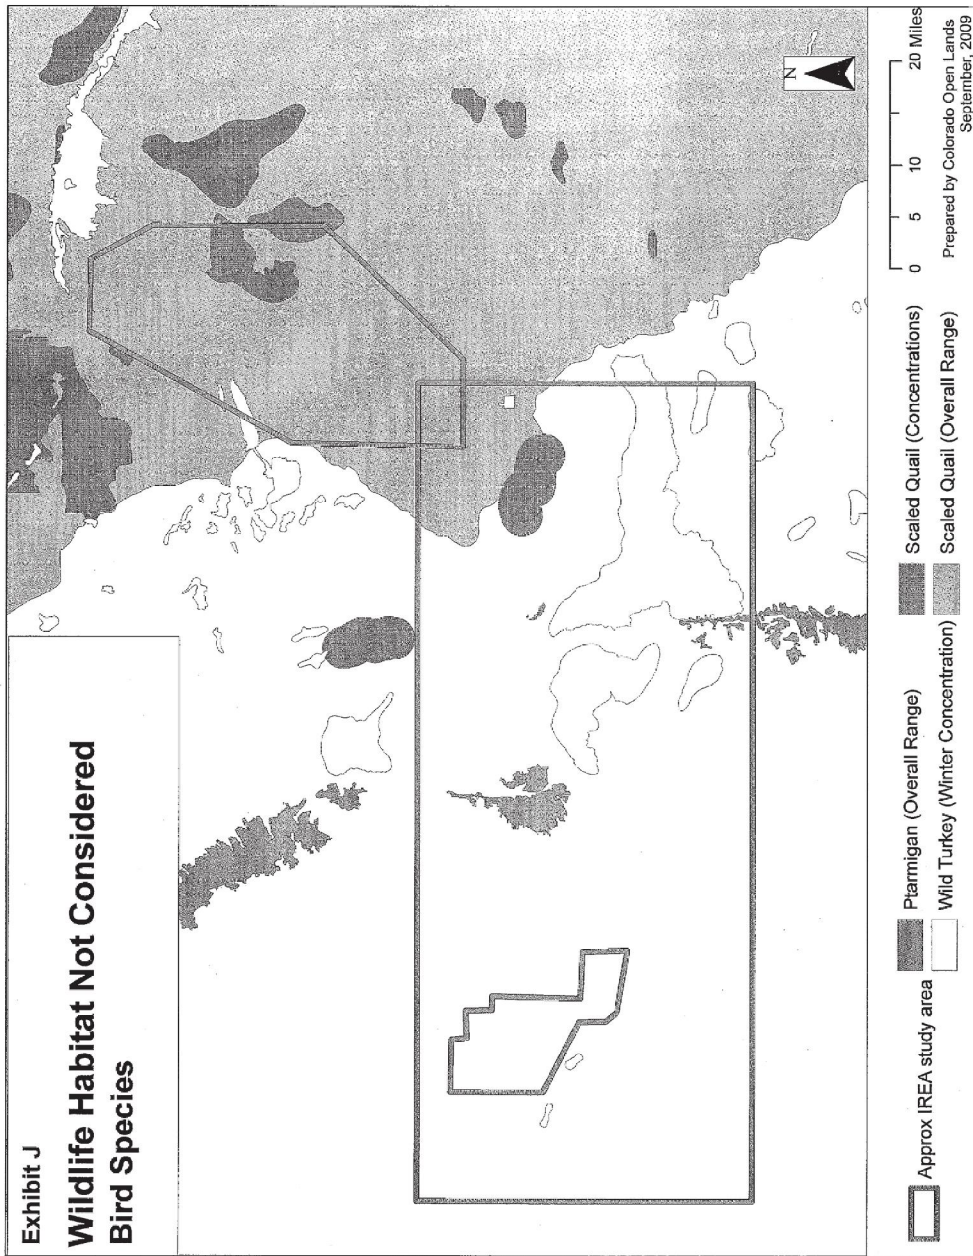 Exhibit J
Wildlife Habitat Not Considered
Bird Species
N
Approx IREA study area
Ptarmigan (Overall Range)
Wild Turkey (Winter Concentration)
Scaled Quail (Concentrations)
Scaled Quail (Overall Range)
0 5 10 20 Miles
Prepared by Colorado Open Lands
September, 2009